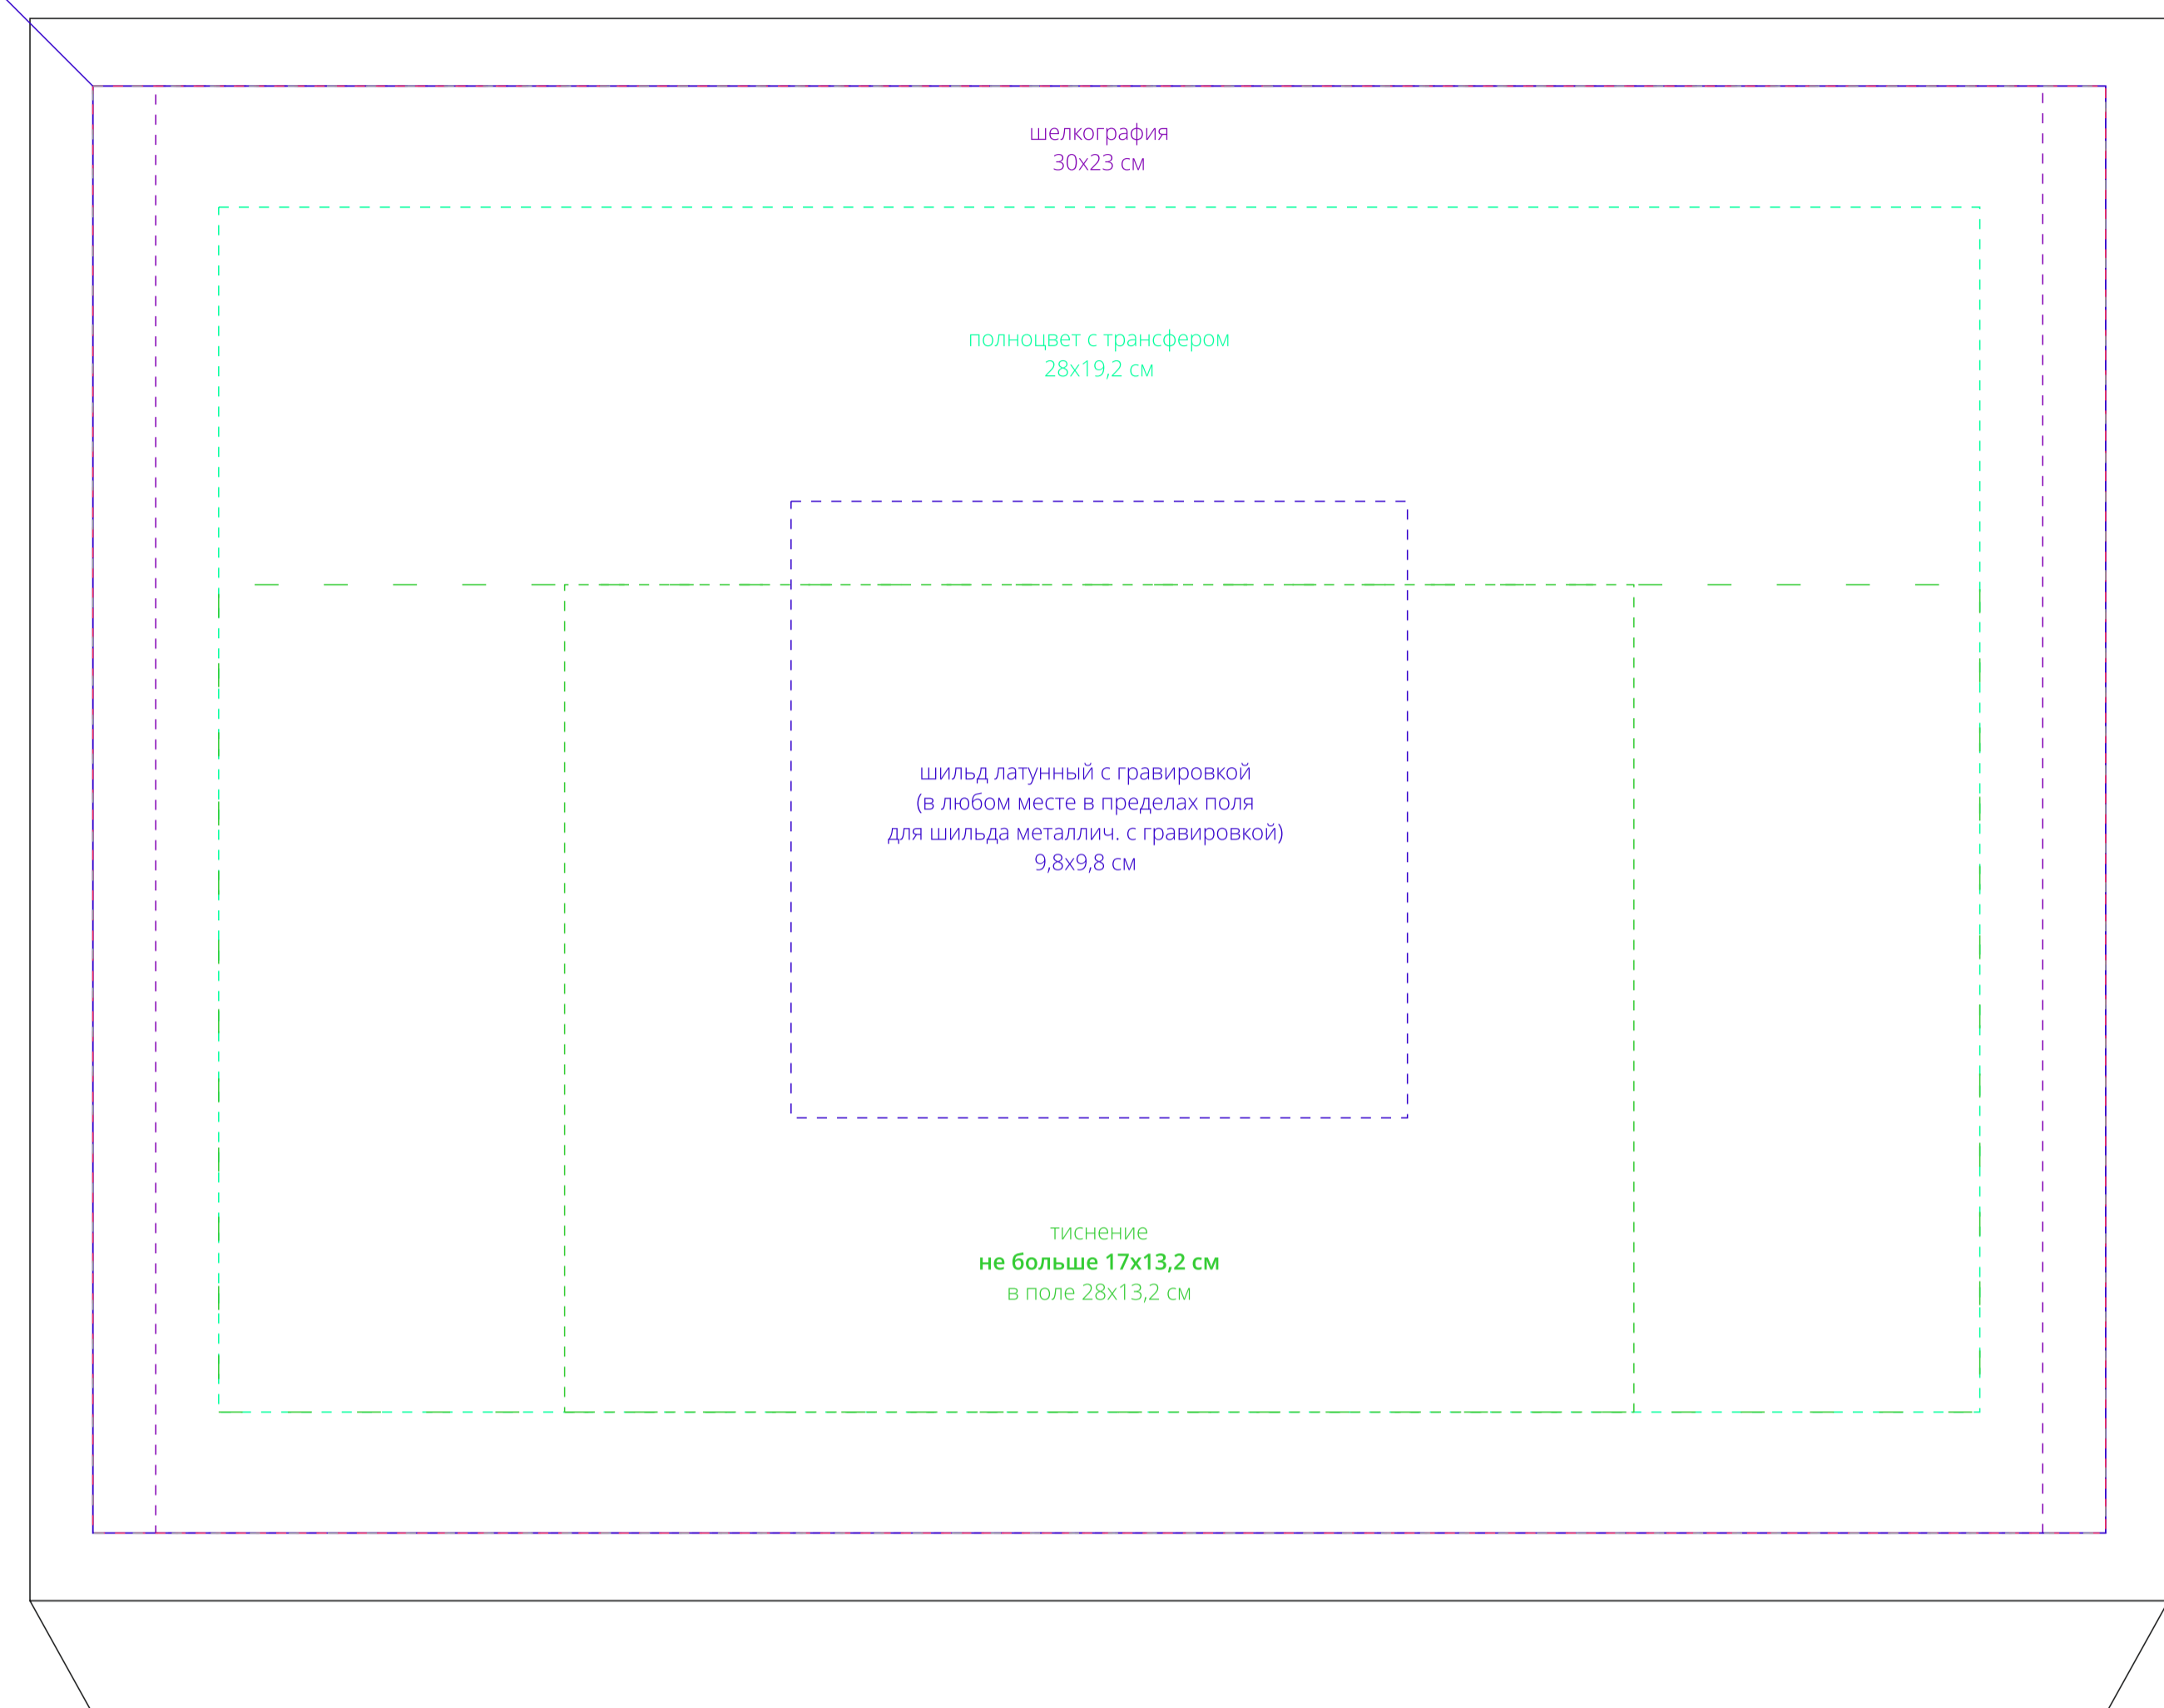 шелкография
30х23 см
полноцвет с трансфером
28х19,2 см
шильд латунный с гравировкой
(в любом месте в пределах поля
для шильда металлич. с гравировкой)
9,8х9,8 см
тиснение
не больше 17х13,2 см
в поле 28х13,2 см